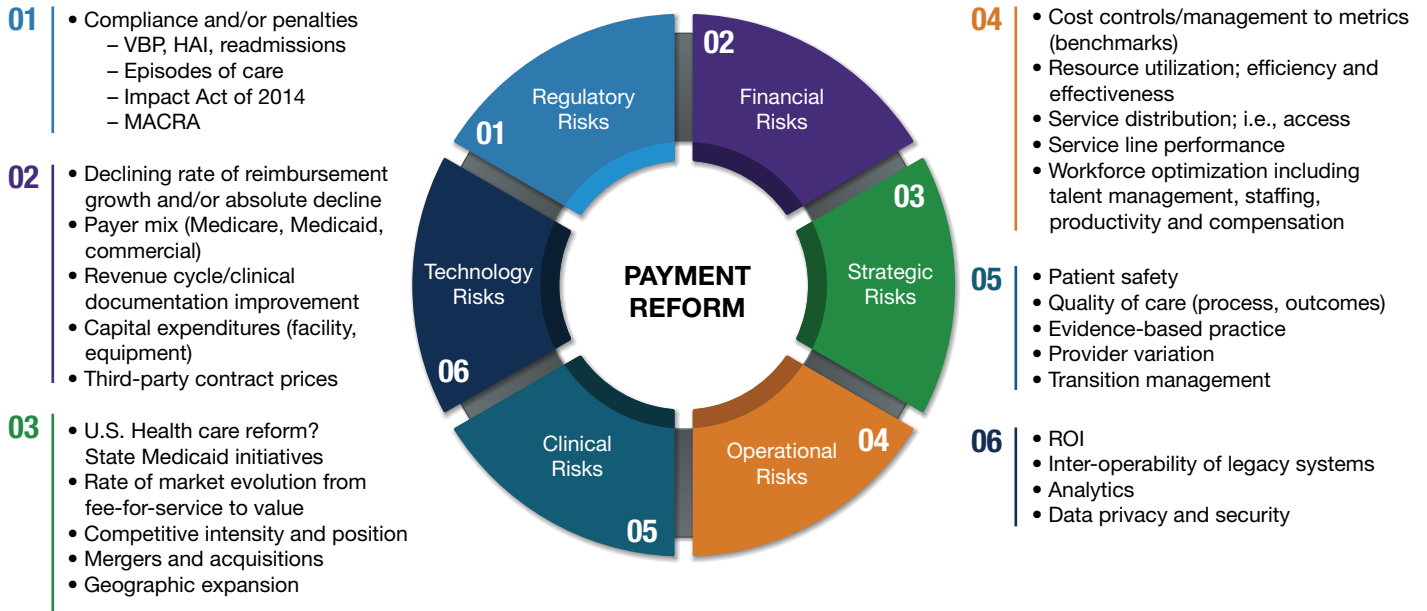 01
• Compliance and/or penalties
– VBP, HAI, readmissions
– Episodes of care
– Impact Act of 2014
– MACRA
02
• Declining rate of reimbursement
growth and/or absolute decline
• Payer mix (Medicare, Medicaid,
commercial)
• Revenue cycle/clinical
documentation improvement
• Capital expenditures (facility,
equipment)
• Third-party contract prices
03
• U.S. Health care reform?
State Medicaid initiatives
• Rate of market evolution from
fee-for-service to value
• Competitive intensity and position
• Mergers and acquisitions
• Geographic expansion
01
Regulatory
Risks
02
Financial
Risks
03
Strategic
Risks
04
Operational
Risks
05
Clinical
Risks
06
Technology
Risks
PAYMENT
REFORM
04
• Cost controls/management to metrics
(benchmarks)
• Resource utilization; efficiency and
effectiveness
• Service distribution; i.e., access
• Service line performance
• Workforce optimization including
talent management, staffing,
productivity and compensation
05
• Patient safety
• Quality of care (process, outcomes)
• Evidence-based practice
• Provider variation
• Transition management
06
• ROI
• Inter-operability of legacy systems
• Analytics
• Data privacy and security